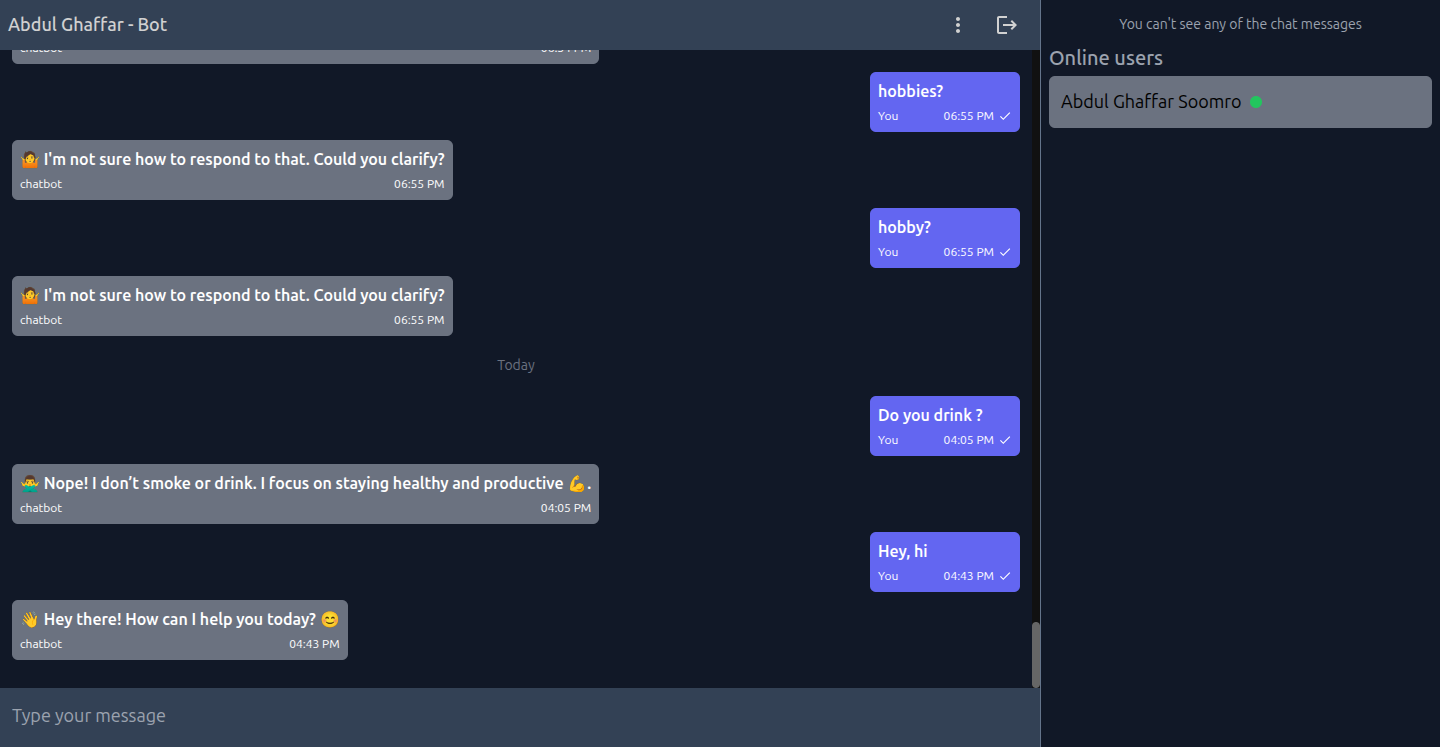 Abdul Ghaffar - Bot
hobbies?
You 06:55 PM
🤷 I'm not sure how to respond to that. Could you clarify?
chatbot 06:55 PM
hobby?
You 06:55 PM
🤷 I'm not sure how to respond to that. Could you clarify?
chatbot 06:55 PM
Today
Do you drink ?
You 04:05 PM
🙅‍♂️ Nope! I don’t smoke or drink. I focus on staying healthy and productive 💪.
chatbot 04:05 PM
Hey, hi
You 04:43 PM
👋 Hey there! How can I help you today? 😊
chatbot 04:43 PM
Type your message
You can't see any of the chat messages
Online users
Abdul Ghaffar Soomro